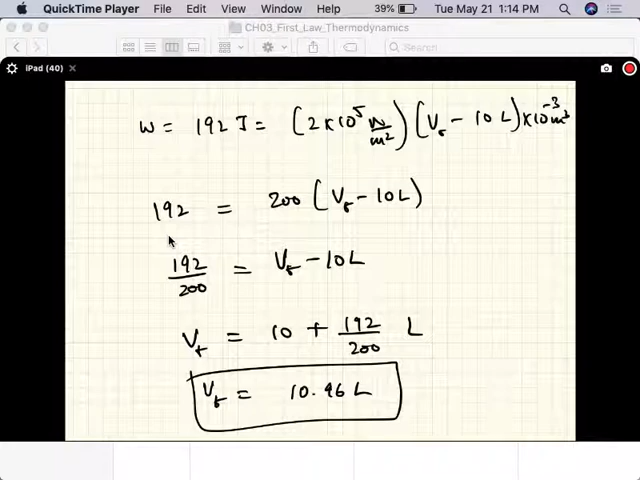 QuickTime Player File Edit View Window Help 39% Tue May 21 1:14 PM
CH03_First_Law_Thermodynamics
Search
iPad (40)
W = 192 J = (2×10⁵ N/m²) (V_f − 10 L) × 10⁻³ m³
192 = 200 (V_f − 10 L)
192/200 = V_f − 10 L
V_f = 10 + 192/200 L
V_f = 10.96 L